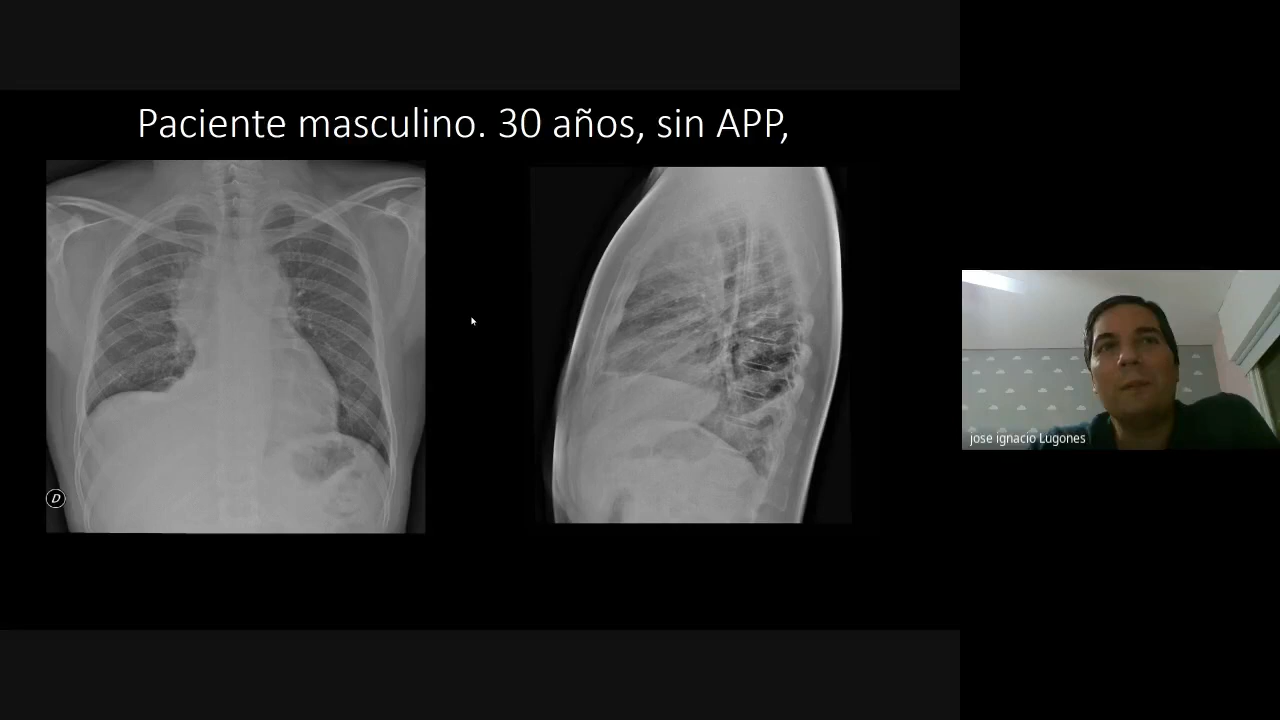 Paciente masculino. 30 años, sin APP,
D
jose ignacio Lugones